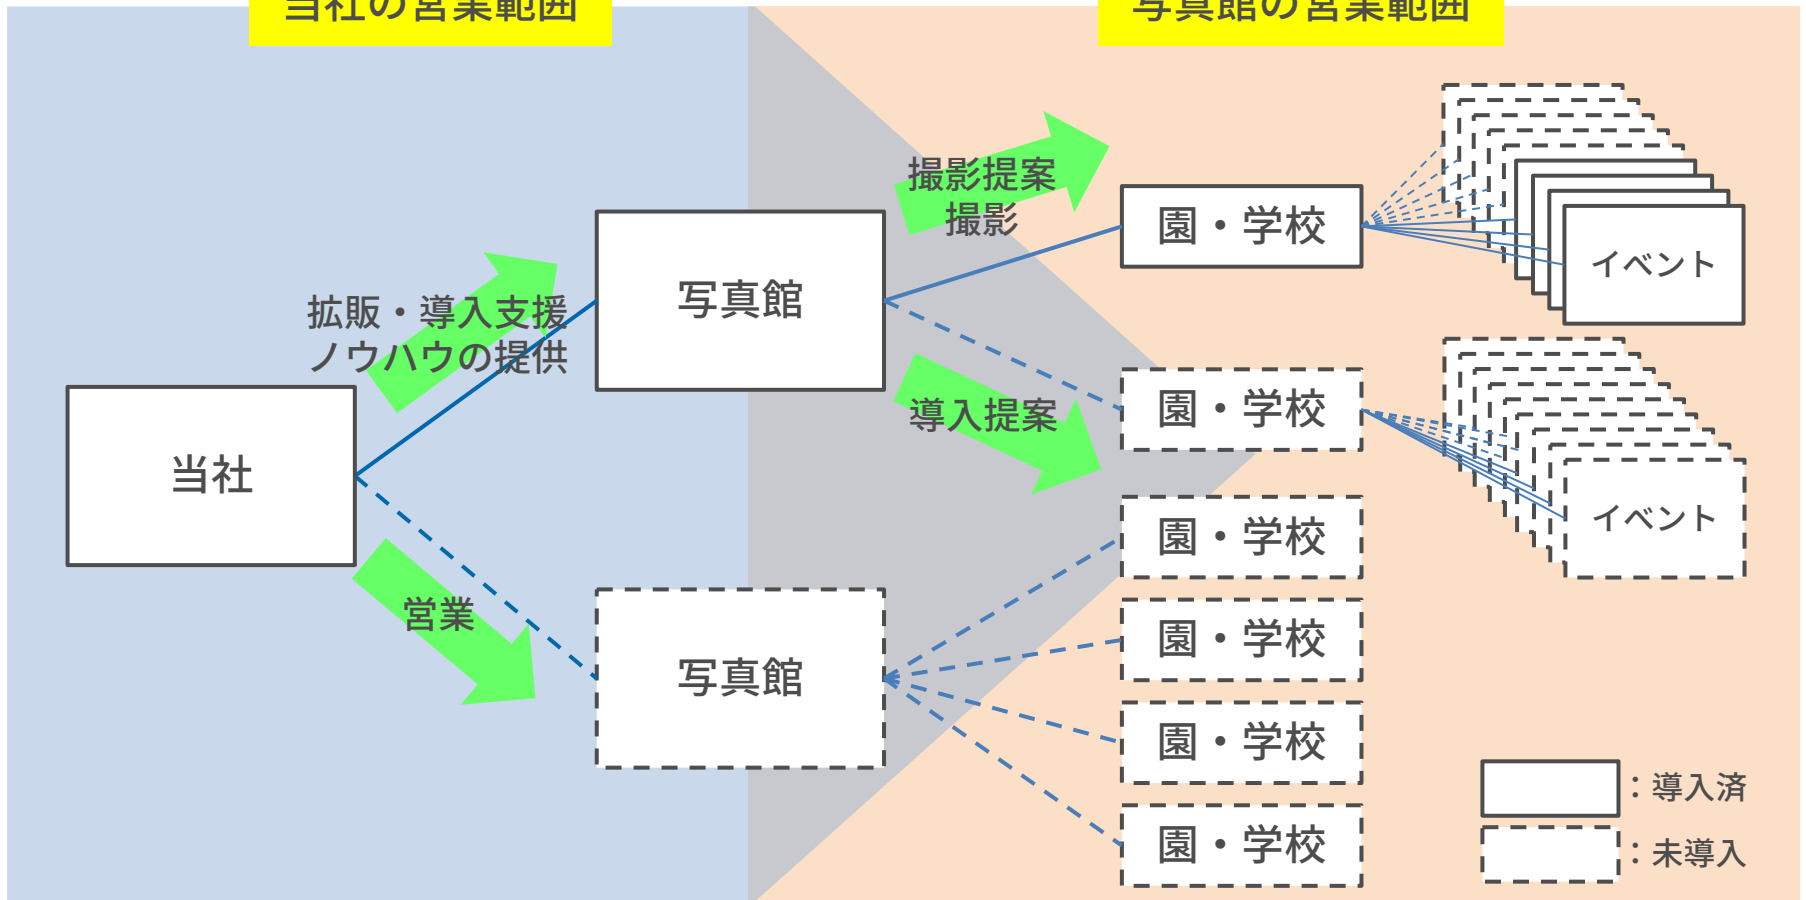 当社の営業範囲
写真館の営業範囲
撮影提案
撮影
園・学校
イベント
写真館
拡販・導入支援
ノウハウの提供
導入提案
園・学校
イベント
当社
園・学校
営業
園・学校
写真館
園・学校
：導入済
園・学校
：未導入